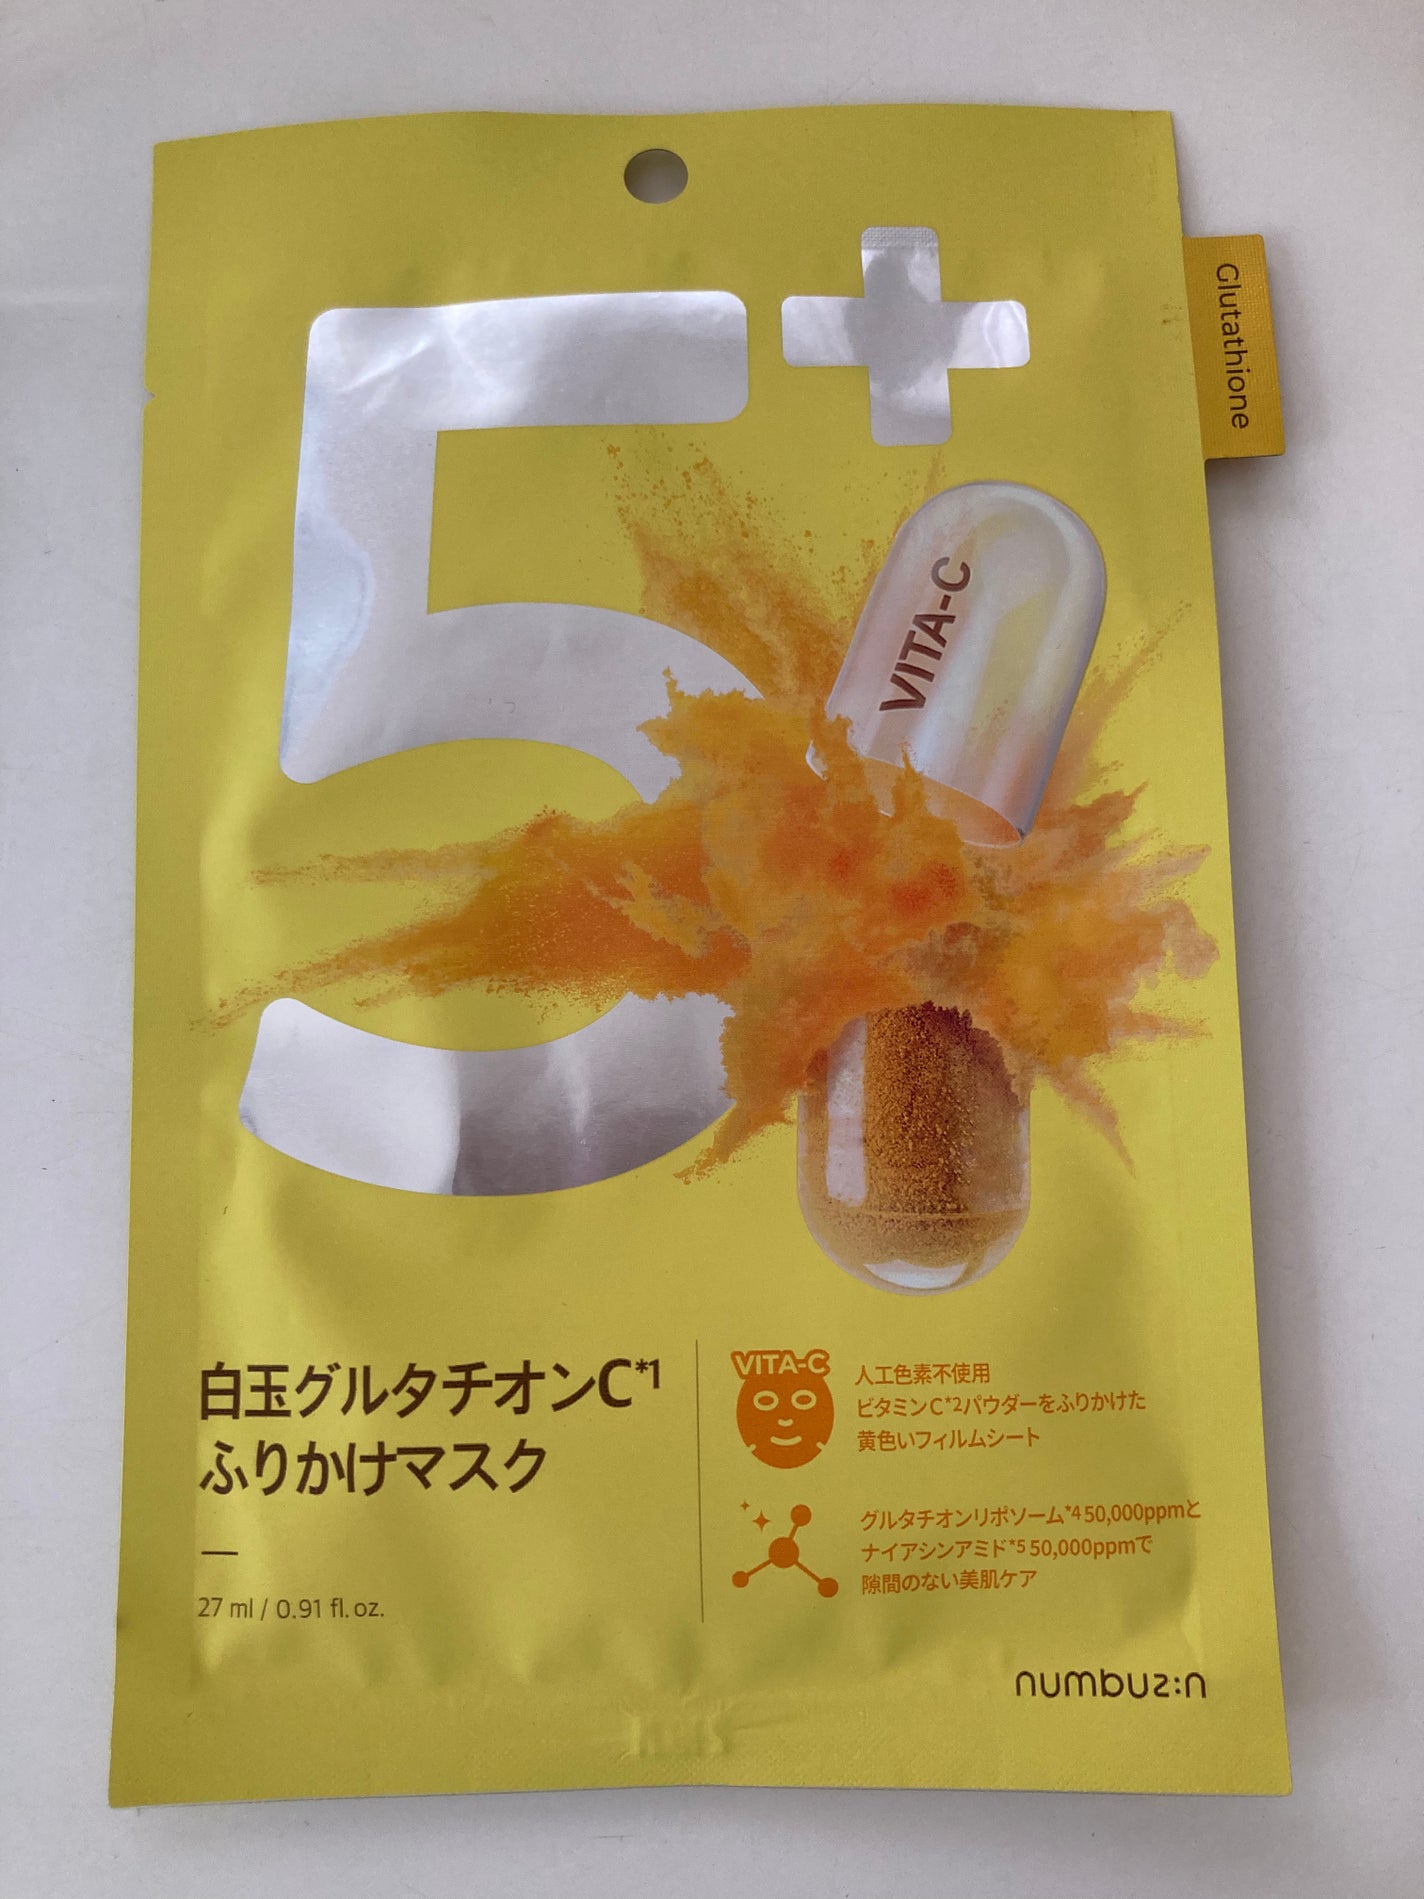 5+
Glutathione
VITA-C
白玉グルタチオンC*1
ふりかけマスク
27 ml / 0.91 fl. oz.
VITA-C
人工色素不使用
ビタミンC*2パウダーをふりかけた
黄色いフィルムシート
グルタチオンリポソーム*4 50,000ppmと
ナイアシンアミド*5 50,000ppmで
隙間のない美肌ケア
numbuz:n